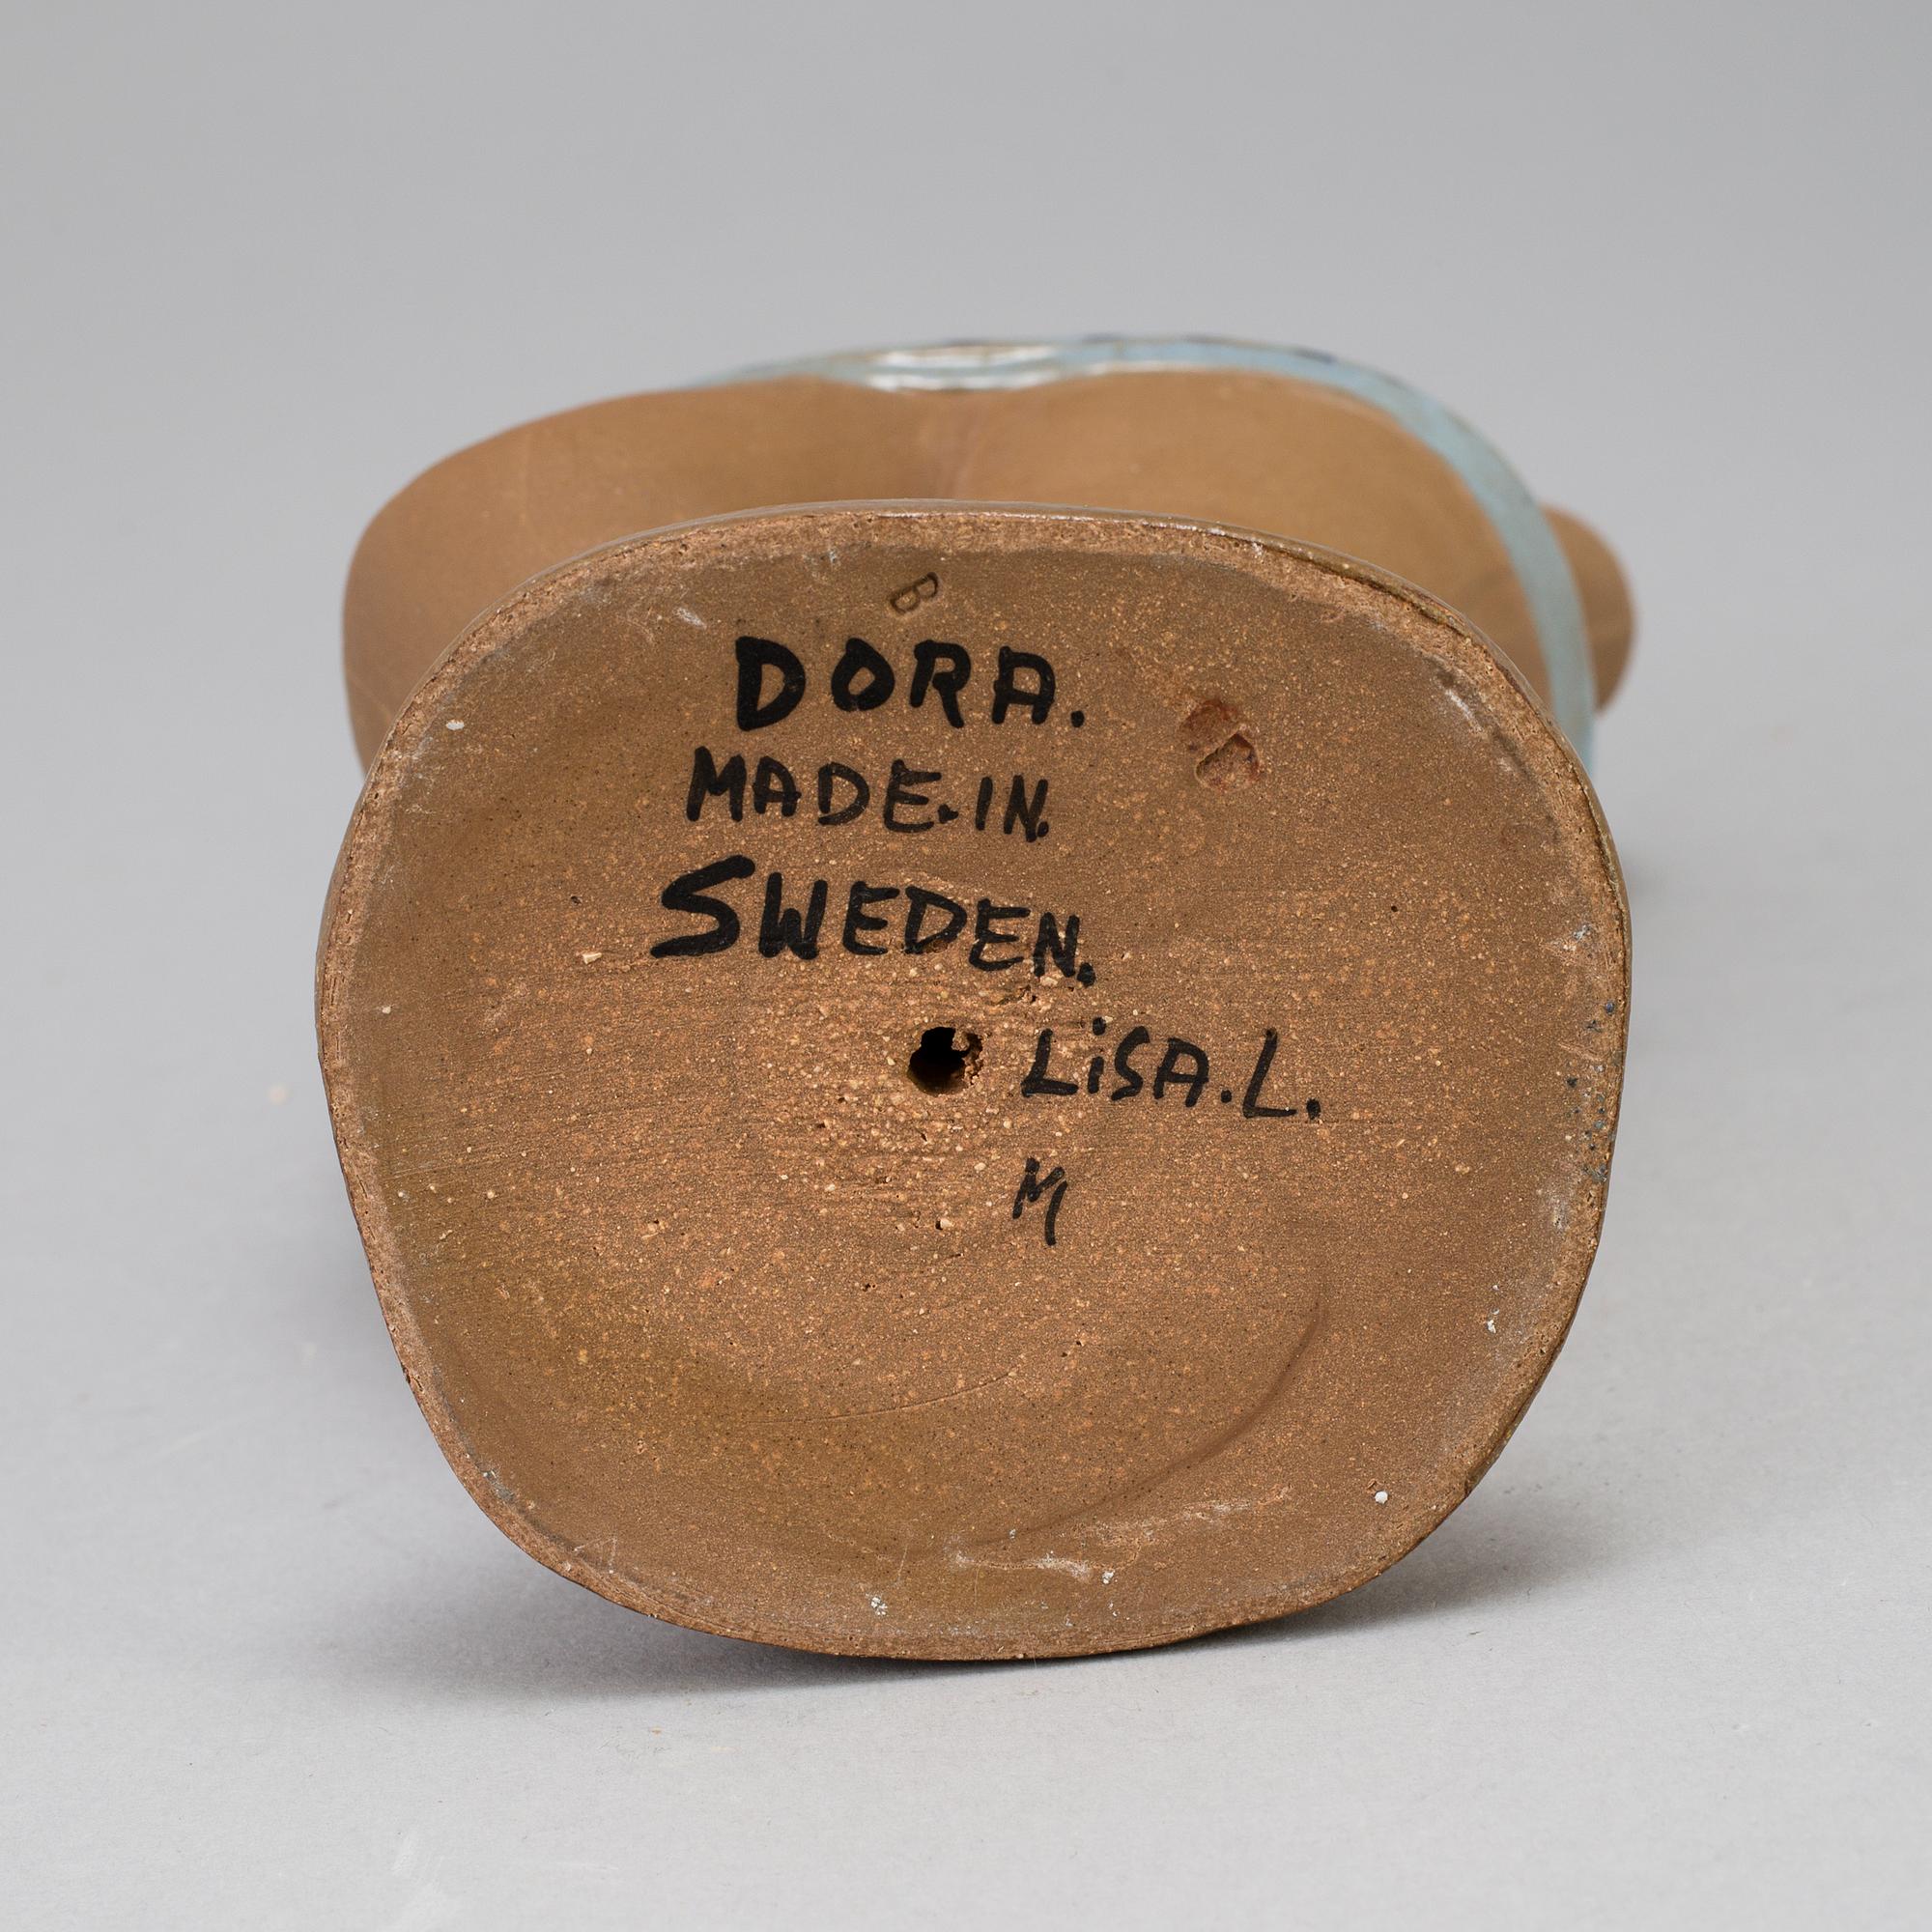 B
DORA.
MADE.IN.
SWEDEN.
LiSA.L.
M